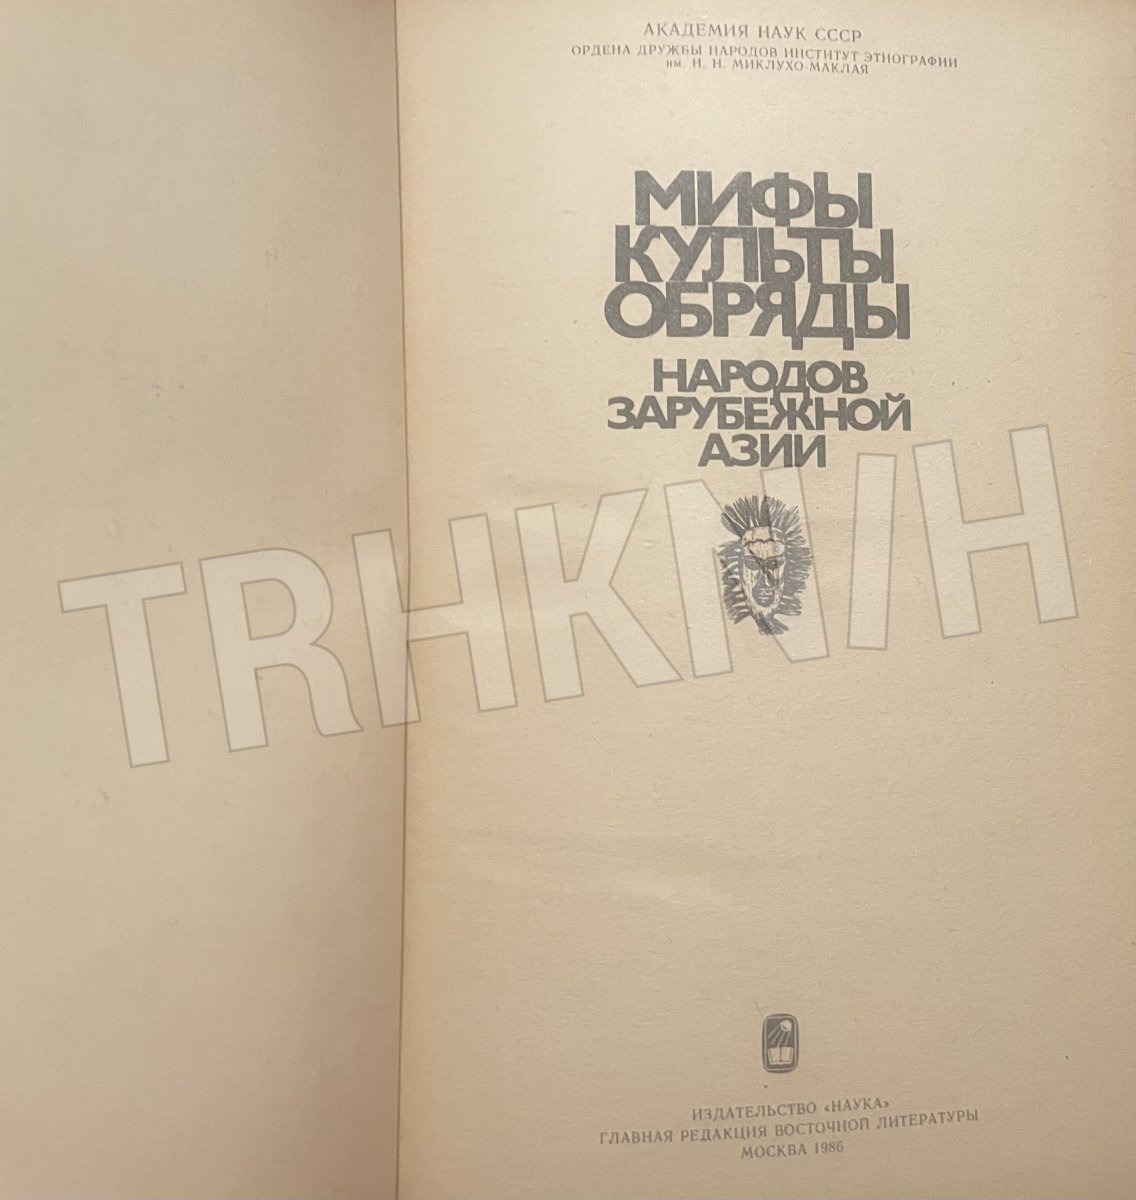 АКАДЕМИЯ НАУК СССР
ОРДЕНА ДРУЖБЫ НАРОДОВ ИНСТИТУТ ЭТНОГРАФИИ
им. Н. Н. МИКЛУХО-МАКЛАЯ
МИФЫ
КУЛЬТЫ
ОБРЯДЫ
НАРОДОВ
ЗАРУБЕЖНОЙ
АЗИИ
TRHKN/H
ИЗДАТЕЛЬСТВО «НАУКА»
ГЛАВНАЯ РЕДАКЦИЯ ВОСТОЧНОЙ ЛИТЕРАТУРЫ
МОСКВА 1986